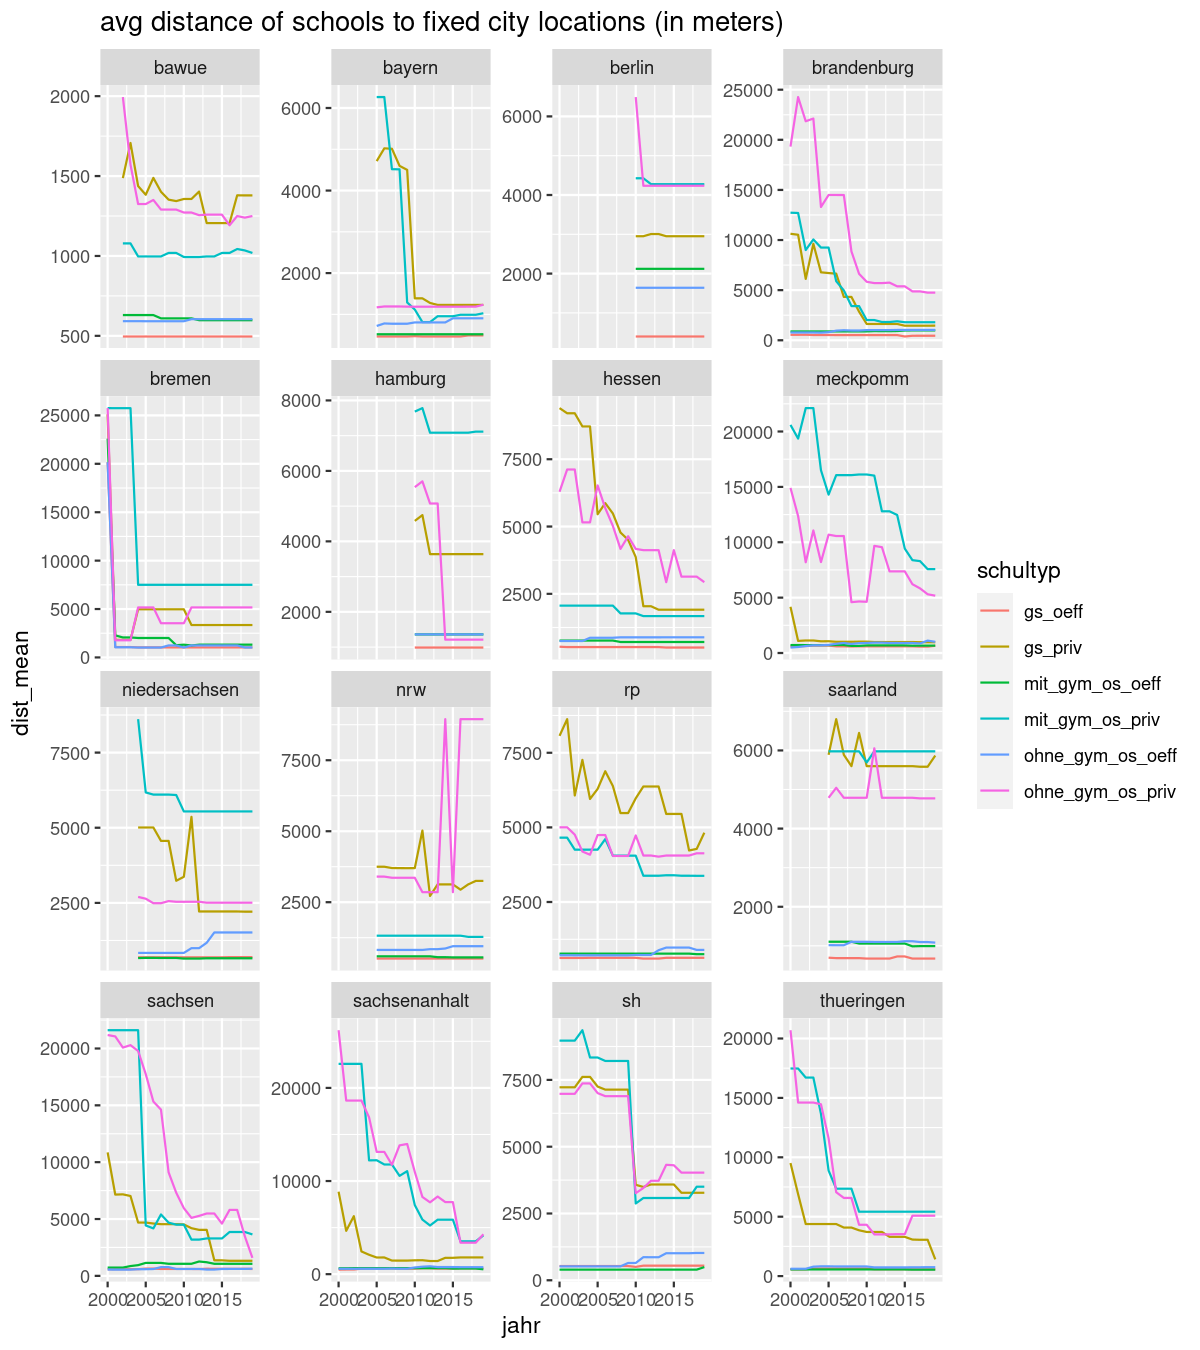 avg distance of schools to fixed city locations (in meters)
bawue
bayern
berlin
brandenburg
2000
1500
1000
500
6000
4000
2000
6000
4000
2000
25000
20000
15000
10000
5000
0
bremen
hamburg
hessen
meckpomm
25000
20000
15000
10000
5000
0
8000
6000
4000
2000
7500
5000
2500
20000
15000
10000
5000
0
niedersachsen
nrw
rp
saarland
7500
5000
2500
7500
5000
2500
7500
5000
2500
6000
4000
2000
sachsen
sachsenanhalt
sh
thueringen
20000
15000
10000
5000
0
20000
10000
0
7500
5000
2500
0
20000
15000
10000
5000
0
2000 2005 2010 2015
2000 2005 2010 2015
2000 2005 2010 2015
2000 2005 2010 2015
jahr
dist_mean
schultyp
gs_oeff
gs_priv
mit_gym_os_oeff
mit_gym_os_priv
ohne_gym_os_oeff
ohne_gym_os_priv